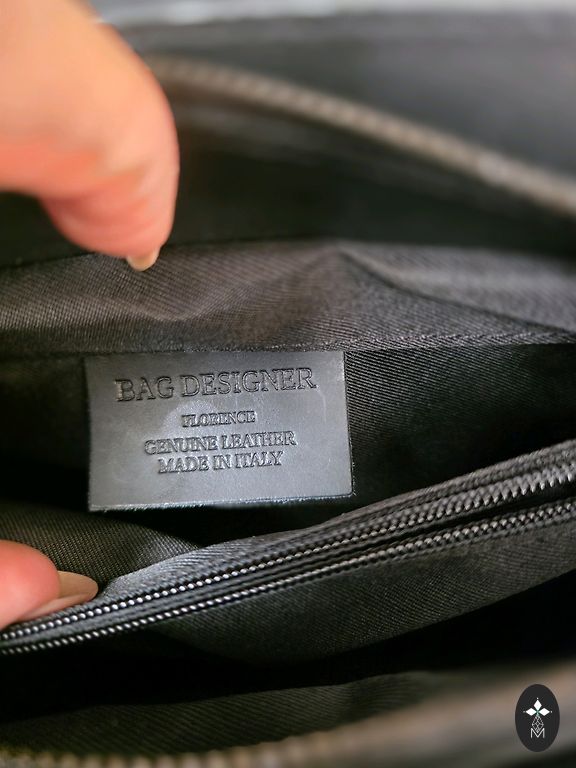 BAG DESIGNER
FLORENCE
GENUINE LEATHER
MADE IN ITALY
M